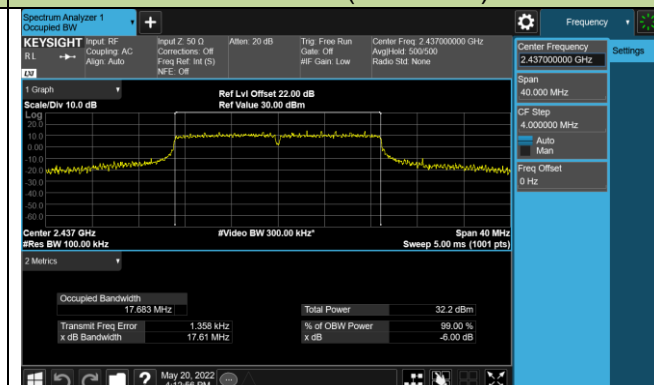 Spectrum Analyzer 1
Occupied BW
Frequency
KEYSIGHT
RL
LXI
Input: RF
Coupling: AC
Align: Auto
Input Z: 50 Ω
Corrections: Off
Freq Ref: Int (S)
NFE: Off
Atten: 20 dB
Trig: Free Run
Gate: Off
#IF Gain: Low
Center Freq: 2.437000000 GHz
Avg|Hold: 500/500
Radio Std: None
Center Frequency
2.437000000 GHz
Settings
Span
40.000 MHz
CF Step
4.000000 MHz
Auto
Man
Freq Offset
0 Hz
1 Graph
Scale/Div 10.0 dB
Ref Lvl Offset 22.00 dB
Ref Value 30.00 dBm
Log
20.0
10.0
0.00
-10.0
-20.0
-30.0
-40.0
-50.0
-60.0
Center 2.437 GHz
#Video BW 300.00 kHz*
Span 40 MHz
#Res BW 100.00 kHz
Sweep 5.00 ms (1001 pts)
2 Metrics
Occupied Bandwidth
17.683 MHz
Total Power 32.2 dBm
Transmit Freq Error 1.358 kHz
% of OBW Power 99.00 %
x dB Bandwidth 17.61 MHz
x dB -6.00 dB
?
May 20, 2022